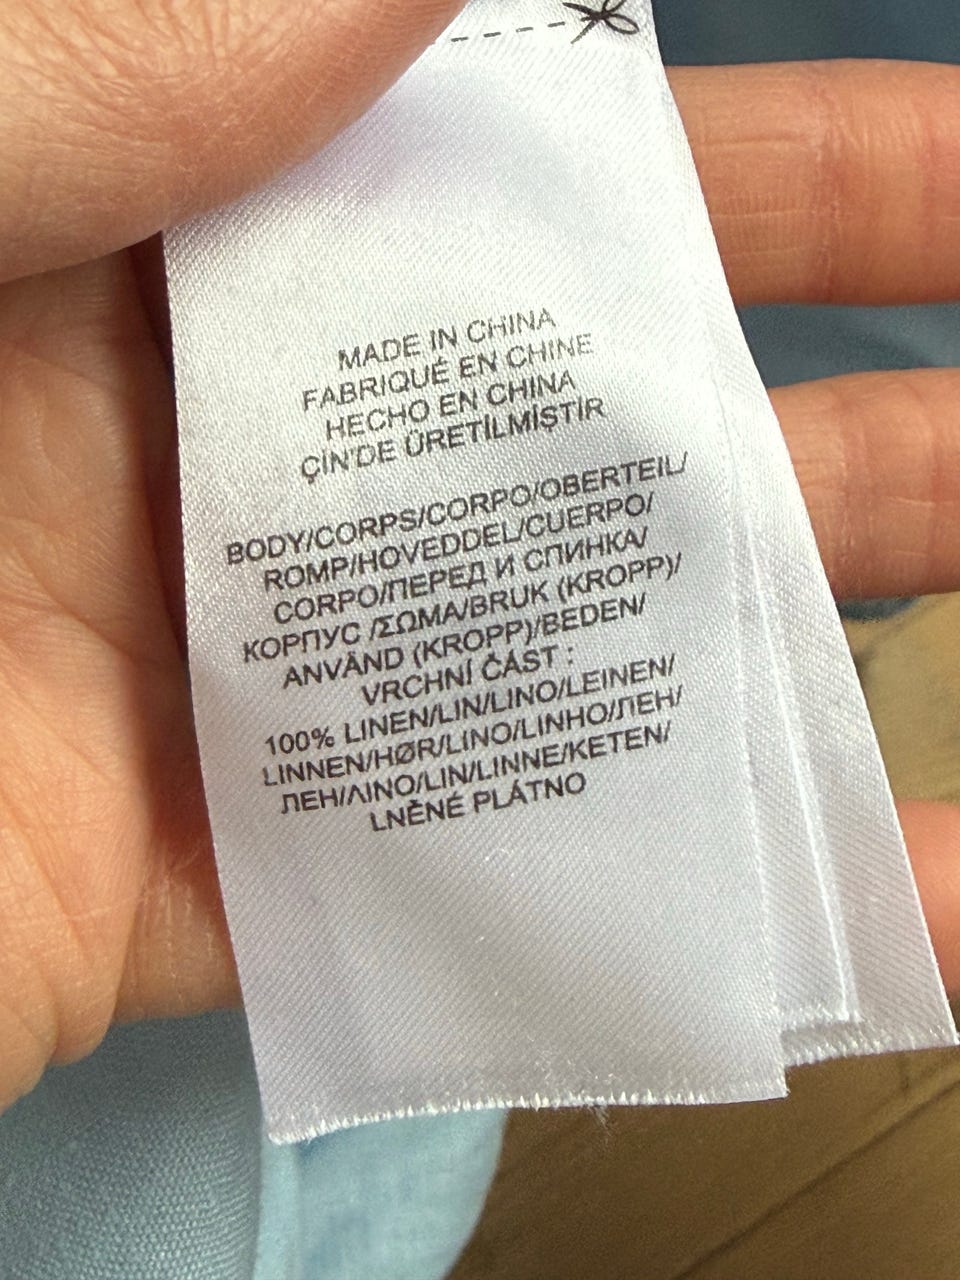 MADE IN CHINA
FABRIQUÉ EN CHINE
HECHO EN CHINA
ÇİN'DE ÜRETİLMİŞTİR
BODY/CORPS/CORPO/OBERTEIL/
ROMP/HOVEDDEL/CUERPO/
CORPO/ПЕРЕД И СПИНКА/
КОРПУС /ΣΩΜΑ/BRUK (KROPP)/
ANVÄND (KROPP)/BEDEN/
VRCHNÍ ČÁST :
100% LINEN/LIN/LINO/LEINEN/
LINNEN/HØR/LINO/LINHO/ЛЕН/
ЛЕН/ΛΙΝΟ/LIN/LINNE/KETEN/
LNĚNÉ PLÁTNO